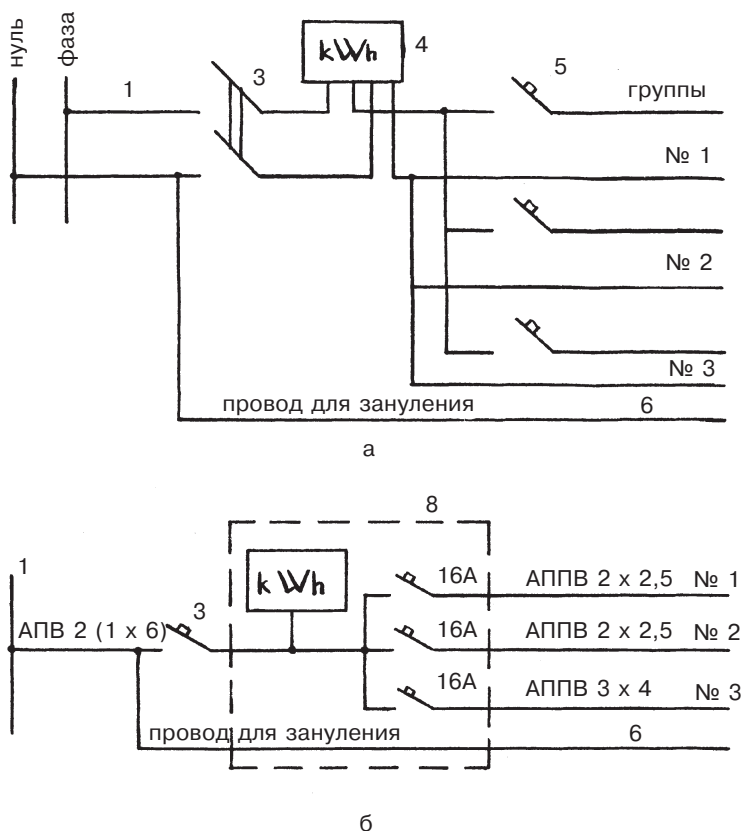 нуль
фаза
1
3
kWh
4
5
группы
№ 1
№ 2
№ 3
провод для зануления
6
а
8
1
kWh
16А
АППВ 2 х 2,5 № 1
АПВ 2 (1 х 6)
3
16А
АППВ 2 х 2,5 № 2
16А
АППВ 3 х 4 № 3
провод для зануления
6
б